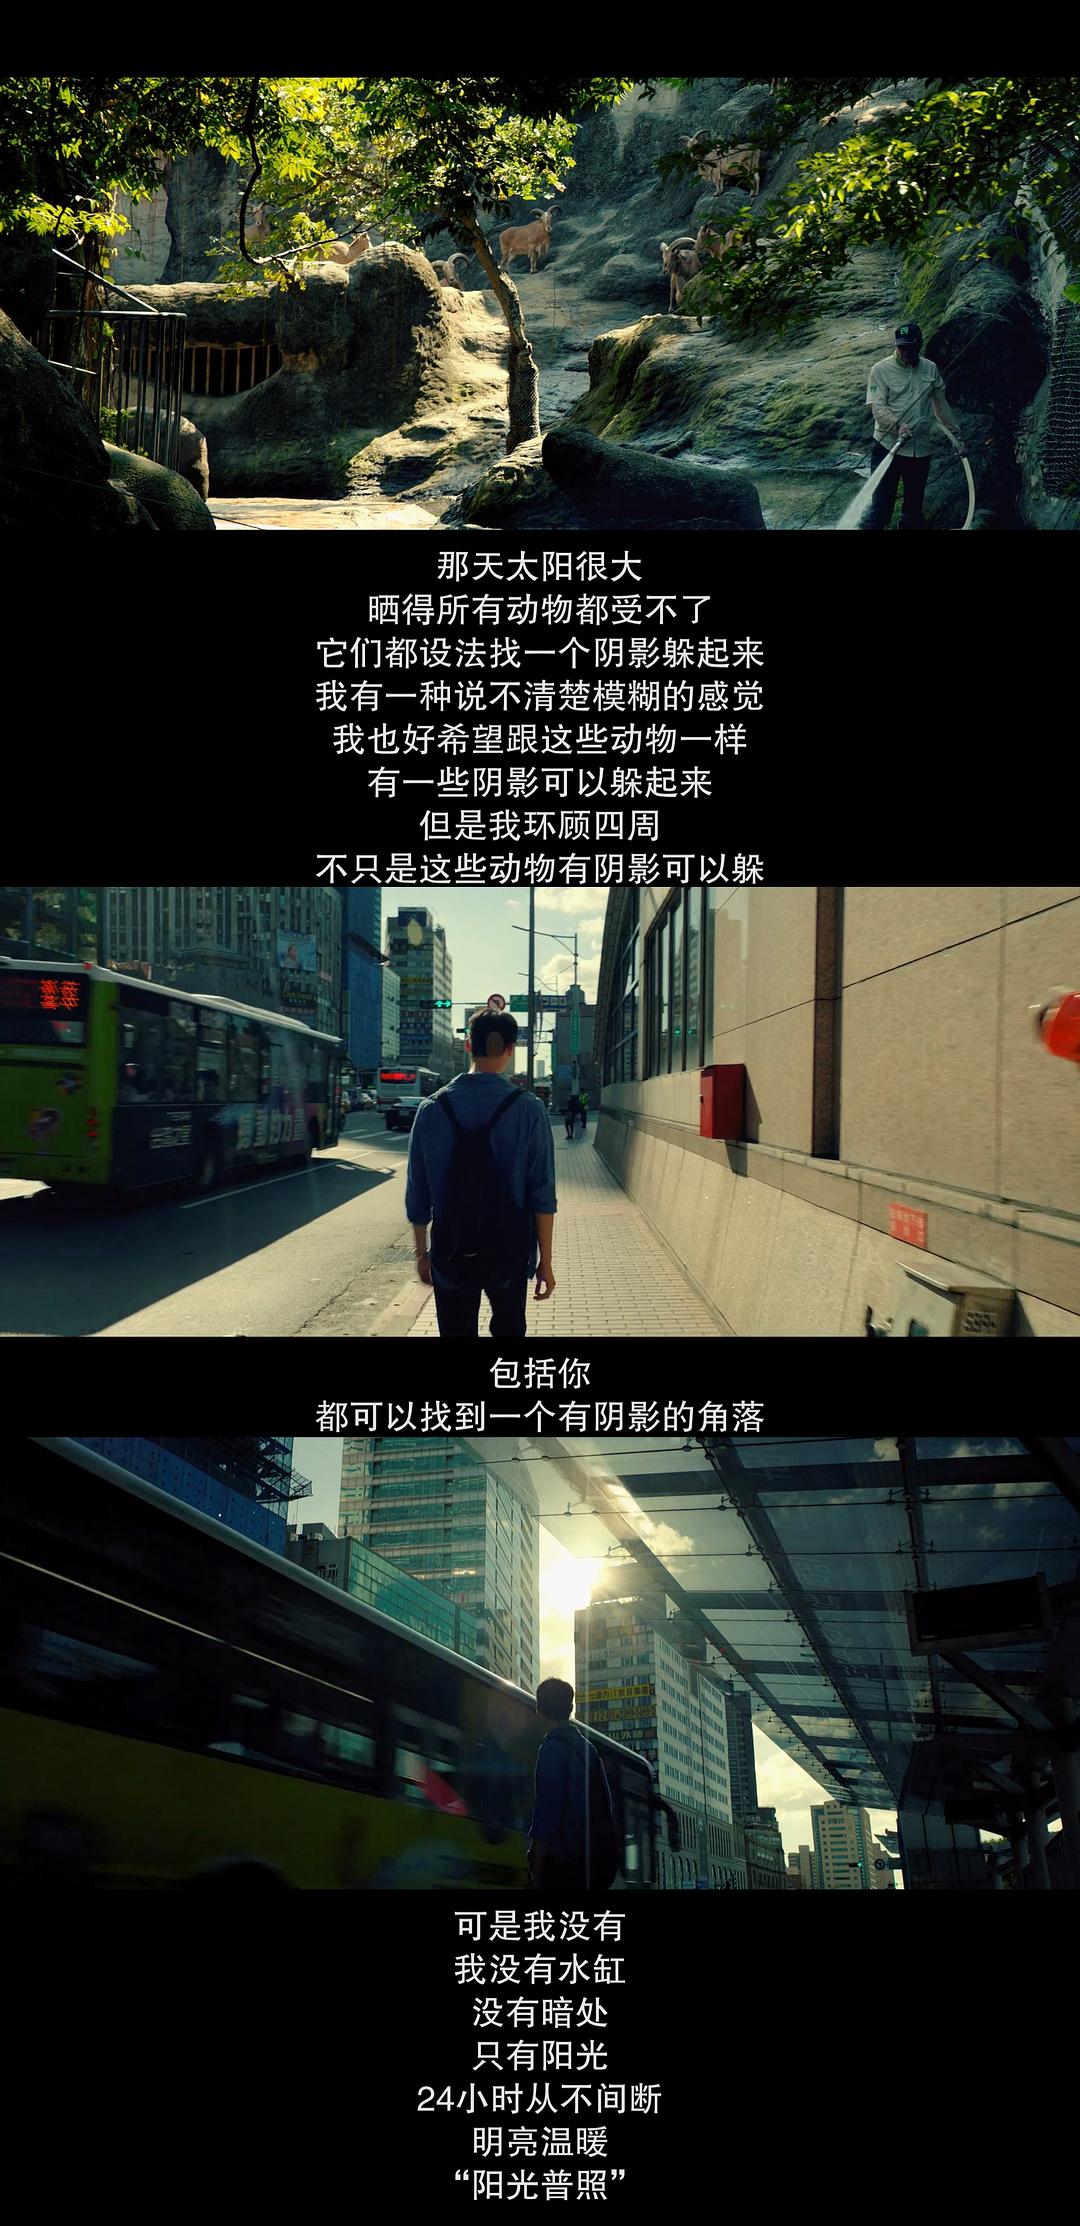 那天太阳很大
晒得所有动物都受不了
它们都设法找一个阴影躲起来
我有一种说不清楚模糊的感觉
我也好希望跟这些动物一样
有一些阴影可以躲起来
但是我环顾四周
不只是这些动物有阴影可以躲
包括你
都可以找到一个有阴影的角落
可是我没有
我没有水缸
没有暗处
只有阳光
24小时从不间断
明亮温暖
“阳光普照”